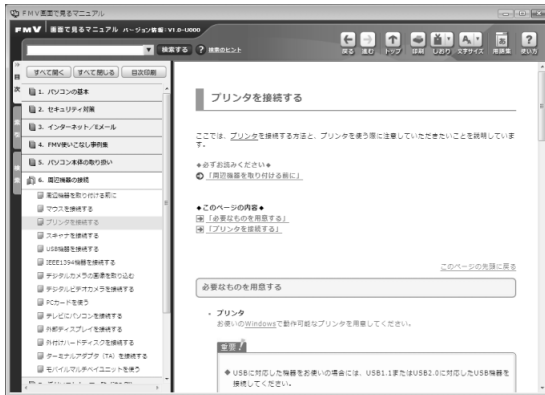 FMV画面で見るマニュアル
FMV 画面で見るマニュアル バージョン情報:V1.0-U000
検索する
? 検索のヒント
戻る 進む トップ 印刷 しおり 文字サイズ 用語集 使い方
目次
すべて開く すべて閉じる 目次印刷
1. パソコンの基本
2. セキュリティ対策
3. インターネット/Eメール
4. FMV使いこなし事例集
5. パソコン本体の取り扱い
6. 周辺機器の接続
周辺機器を取り付ける前に
マウスを接続する
プリンタを接続する
スキャナを接続する
USB機器を接続する
IEEE1394機器を接続する
デジタルカメラの画像を取り込む
デジタルビデオカメラを接続する
PCカードを使う
テレビにパソコンを接続する
外部ディスプレイを接続する
外付けハードディスクを接続する
ターミナルアダプタ(TA)を接続する
モバイルマルチベイユニットを使う
プリンタを接続する
ここでは、プリンタを接続する方法と、プリンタを使う際に注意していただきたいことを説明していま
す。
◆必ずお読みください◆
「周辺機器を取り付ける前に」
◆このページの内容◆
「必要なものを用意する」
「プリンタを接続する」
このページの先頭に戻る
必要なものを用意する
・ プリンタ
お使いのWindowsで動作可能なプリンタを用意してください。
重要!
◆ USBに対応した機器をお使いの場合には、USB1.1またはUSB2.0に対応したUSB機器を
接続してください。